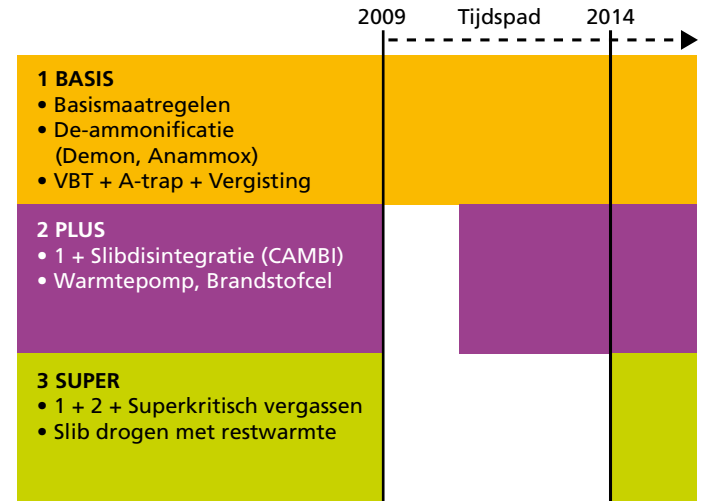 2009 Tijdspad 2014
1 BASIS
• Basismaatregelen
• De-ammonificatie
(Demon, Anammox)
• VBT + A-trap + Vergisting
2 PLUS
• 1 + Slibdisintegratie (CAMBI)
• Warmtepomp, Brandstofcel
3 SUPER
• 1 + 2 + Superkritisch vergassen
• Slib drogen met restwarmte